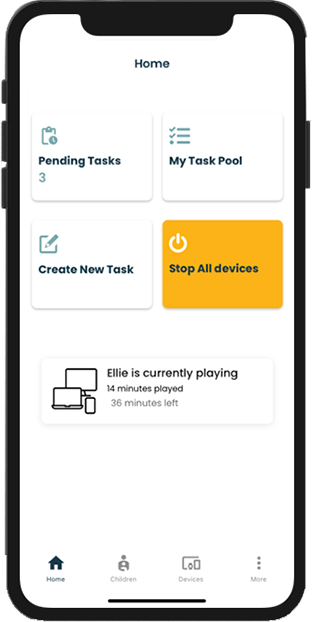 Home
Pending Tasks
3
My Task Pool
Create New Task
Stop All devices
Ellie is currently playing
14 minutes played
36 minutes left
Home
Children
Devices
More